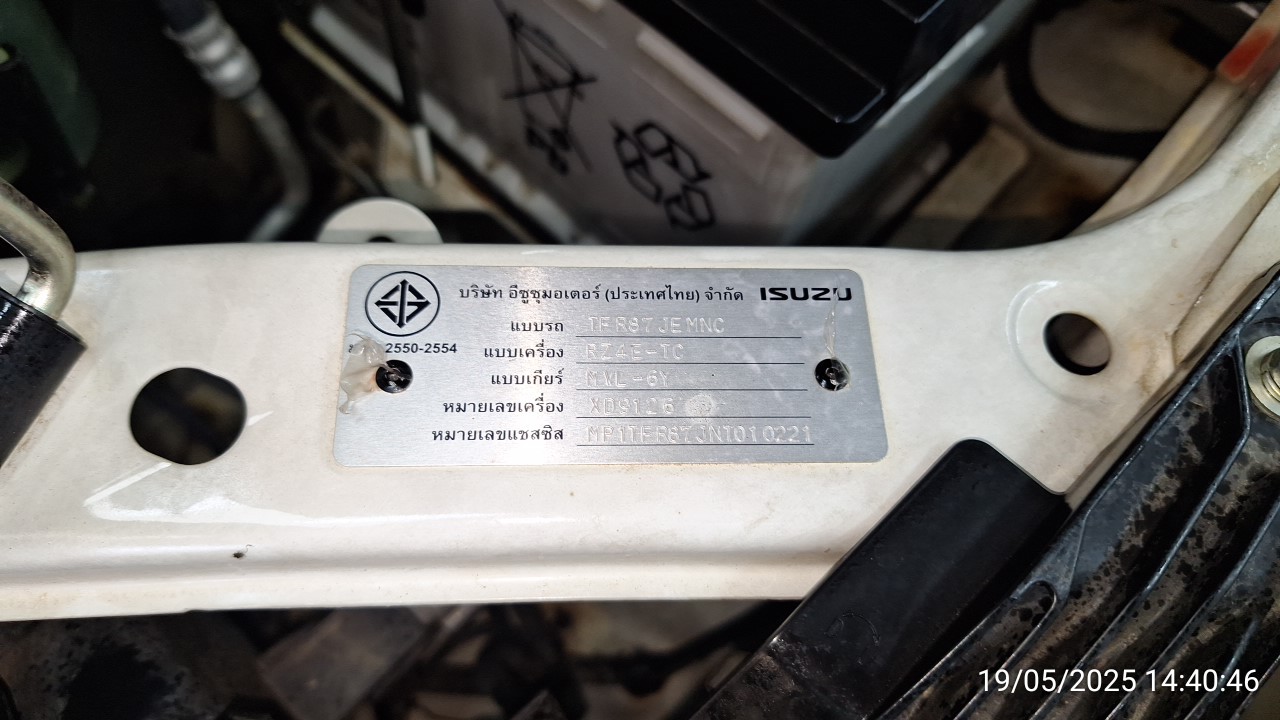 บริษัท อีซูซุมอเตอร์ (ประเทศไทย) จำกัด ISUZU
แบบรถ TFR87JEMNC
2550-2554
แบบเครื่อง RZ4E-TC
แบบเกียร์ MVL-6Y
หมายเลขเครื่อง XD9126
หมายเลขแชสซีส MP1TFR87JNT010221
19/05/2025 14:40:46